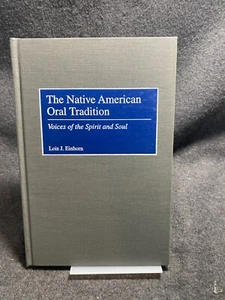 The Native American
Oral Tradition
Voices of the Spirit and Soul
Lois J. Einhorn